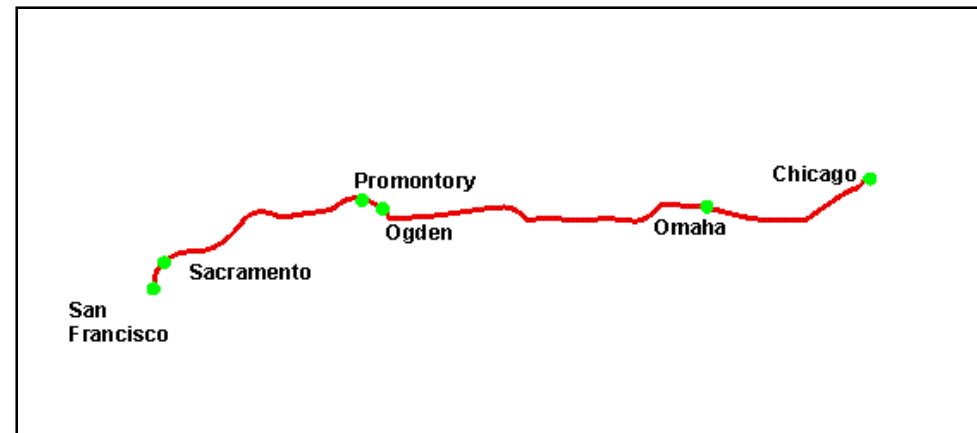 Chicago
Promontory
Omaha
Ogden
Sacramento
San
Francisco